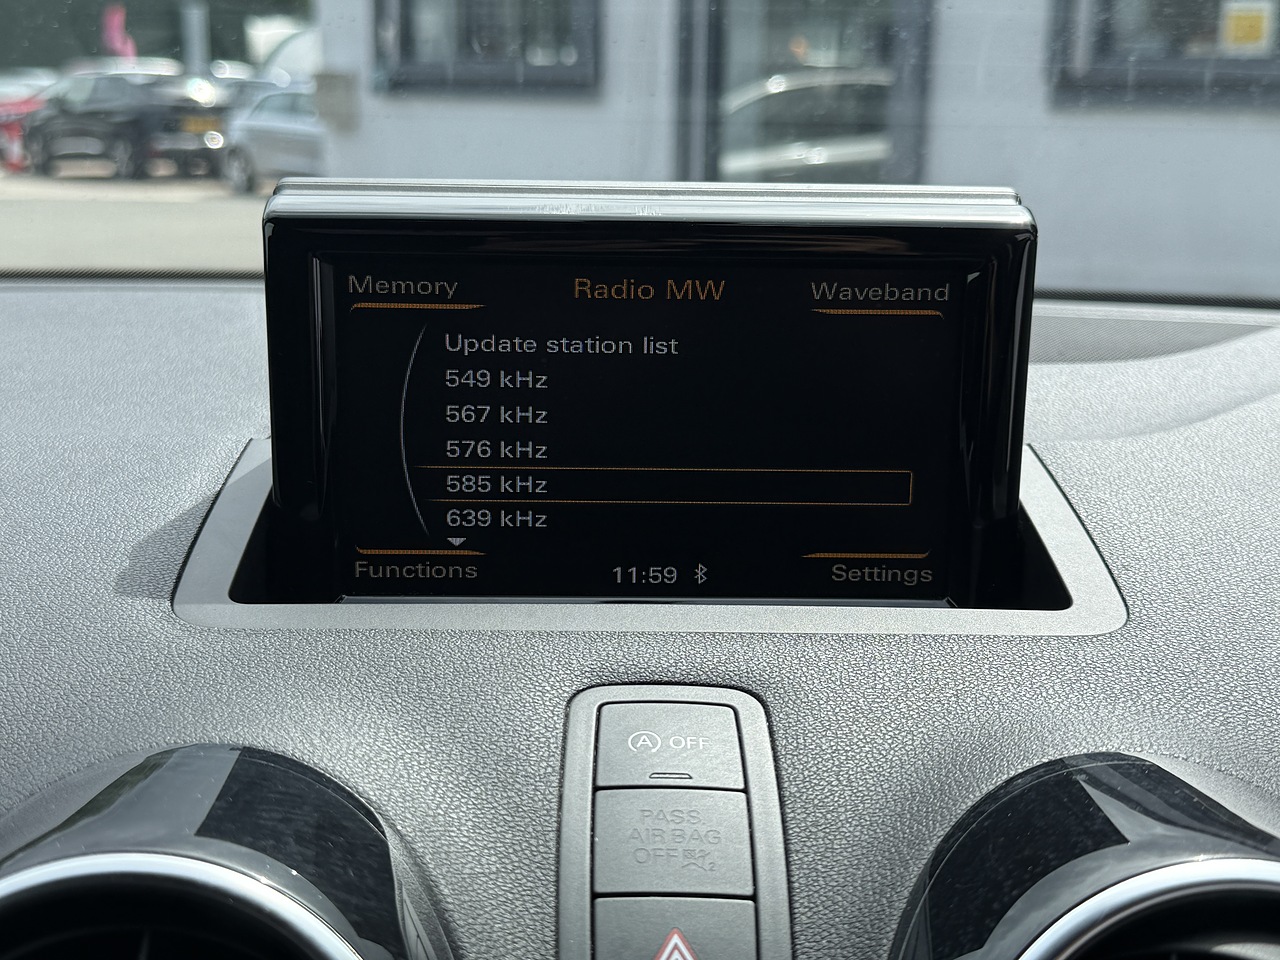 Memory Radio MW Waveband
Update station list
549 kHz
567 kHz
576 kHz
585 kHz
639 kHz
Functions 11:59 Settings
A OFF
PASS.
AIR BAG
OFF